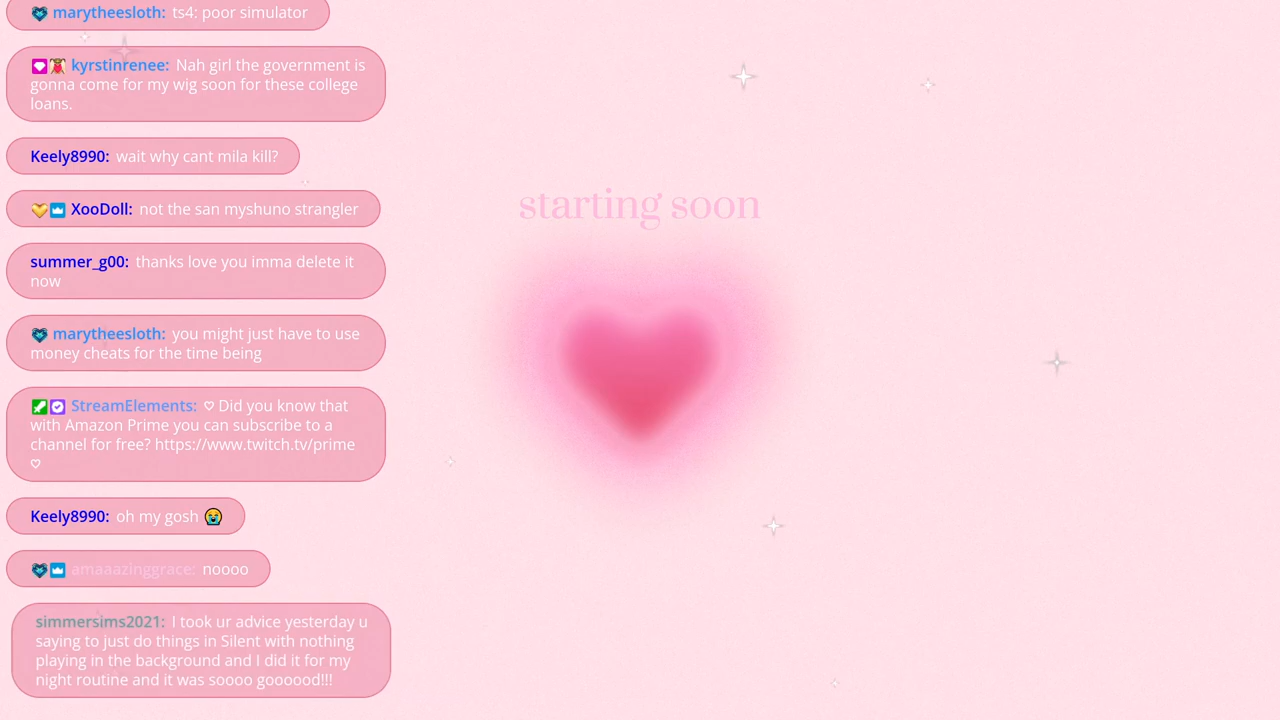 marytheesloth: ts4: poor simulator
kyrstinrenee: Nah girl the government is
gonna come for my wig soon for these college
loans.
Keely8990: wait why cant mila kill?
XooDoll: not the san myshuno strangler
summer_g00: thanks love you imma delete it
now
marytheesloth: you might just have to use
money cheats for the time being
StreamElements: ♡ Did you know that
with Amazon Prime you can subscribe to a
channel for free? https://www.twitch.tv/prime
♡
Keely8990: oh my gosh 😭
amaaazinggrace: noooo
simmersims2021: I took ur advice yesterday u
saying to just do things in Silent with nothing
playing in the background and I did it for my
night routine and it was soooo goooood!!!
starting soon